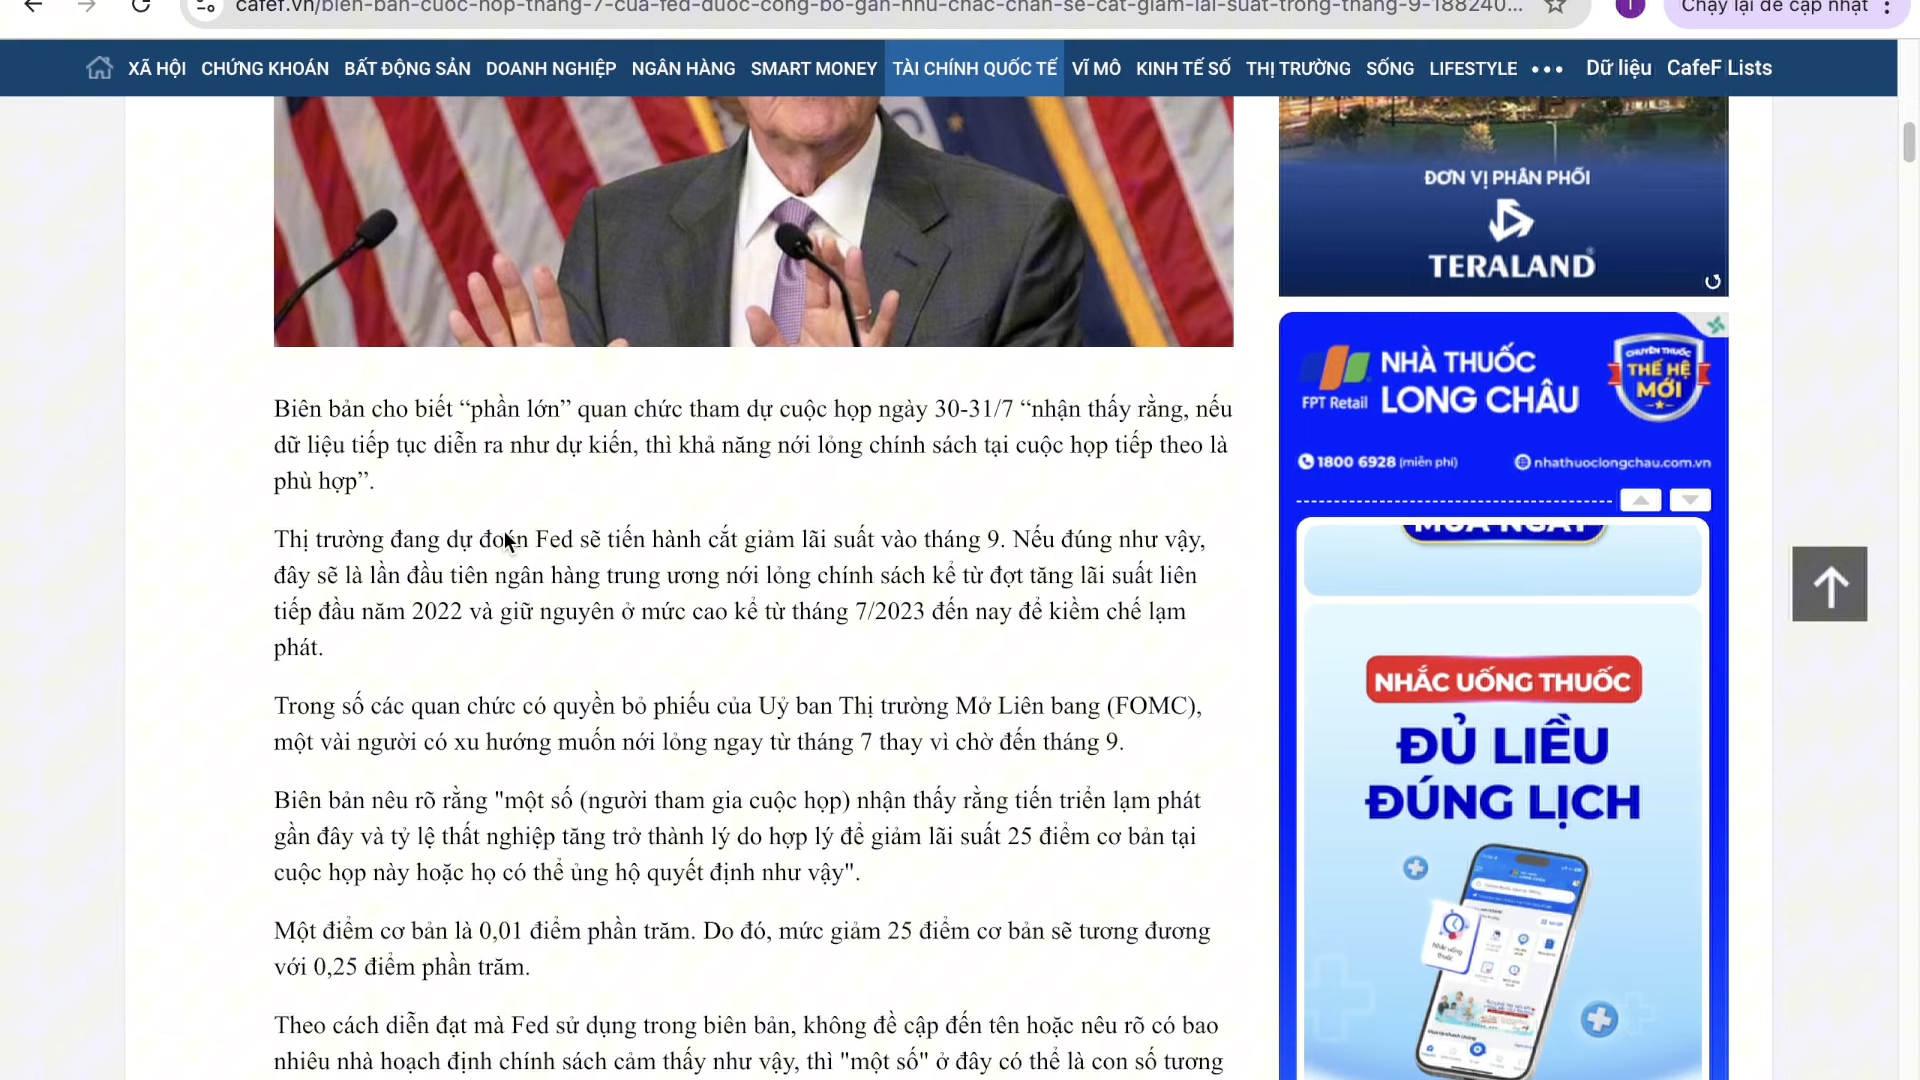 cafef.vn/bien-ban-cuoc-hop-thang-7-cua-fed-duoc-cong-bo-gan-nhu-chac-chan-se-cat-giam-lai-suat-trong-thang-9-188240...
Chạy lại để cập nhật
XÃ HỘI CHỨNG KHOÁN BẤT ĐỘNG SẢN DOANH NGHIỆP NGÂN HÀNG SMART MONEY TÀI CHÍNH QUỐC TẾ VĨ MÔ KINH TẾ SỐ THỊ TRƯỜNG SỐNG LIFESTYLE ••• Dữ liệu CafeF Lists
Biên bản cho biết “phần lớn” quan chức tham dự cuộc họp ngày 30-31/7 “nhận thấy rằng, nếu
dữ liệu tiếp tục diễn ra như dự kiến, thì khả năng nới lỏng chính sách tại cuộc họp tiếp theo là
phù hợp”.
Thị trường đang dự đoán Fed sẽ tiến hành cắt giảm lãi suất vào tháng 9. Nếu đúng như vậy,
đây sẽ là lần đầu tiên ngân hàng trung ương nới lỏng chính sách kể từ đợt tăng lãi suất liên
tiếp đầu năm 2022 và giữ nguyên ở mức cao kể từ tháng 7/2023 đến nay để kiềm chế lạm
phát.
Trong số các quan chức có quyền bỏ phiếu của Uỷ ban Thị trường Mở Liên bang (FOMC),
một vài người có xu hướng muốn nới lỏng ngay từ tháng 7 thay vì chờ đến tháng 9.
Biên bản nêu rõ rằng "một số (người tham gia cuộc họp) nhận thấy rằng tiến triển lạm phát
gần đây và tỷ lệ thất nghiệp tăng trở thành lý do hợp lý để giảm lãi suất 25 điểm cơ bản tại
cuộc họp này hoặc họ có thể ủng hộ quyết định như vậy".
Một điểm cơ bản là 0,01 điểm phần trăm. Do đó, mức giảm 25 điểm cơ bản sẽ tương đương
với 0,25 điểm phần trăm.
Theo cách diễn đạt mà Fed sử dụng trong biên bản, không đề cập đến tên hoặc nêu rõ có bao
nhiêu nhà hoạch định chính sách cảm thấy như vậy, thì "một số" ở đây có thể là con số tương
ĐƠN VỊ PHÂN PHỐI
TERALAND
FPT Retail
NHÀ THUỐC
LONG CHÂU
CHUYÊN THUỐC
THẾ HỆ
MỚI
1800 6928 (miễn phí)
nhathuoclongchau.com.vn
MUA NGAY
NHẮC UỐNG THUỐC
ĐỦ LIỀU
ĐÚNG LỊCH
Nhắc uống
thuốc